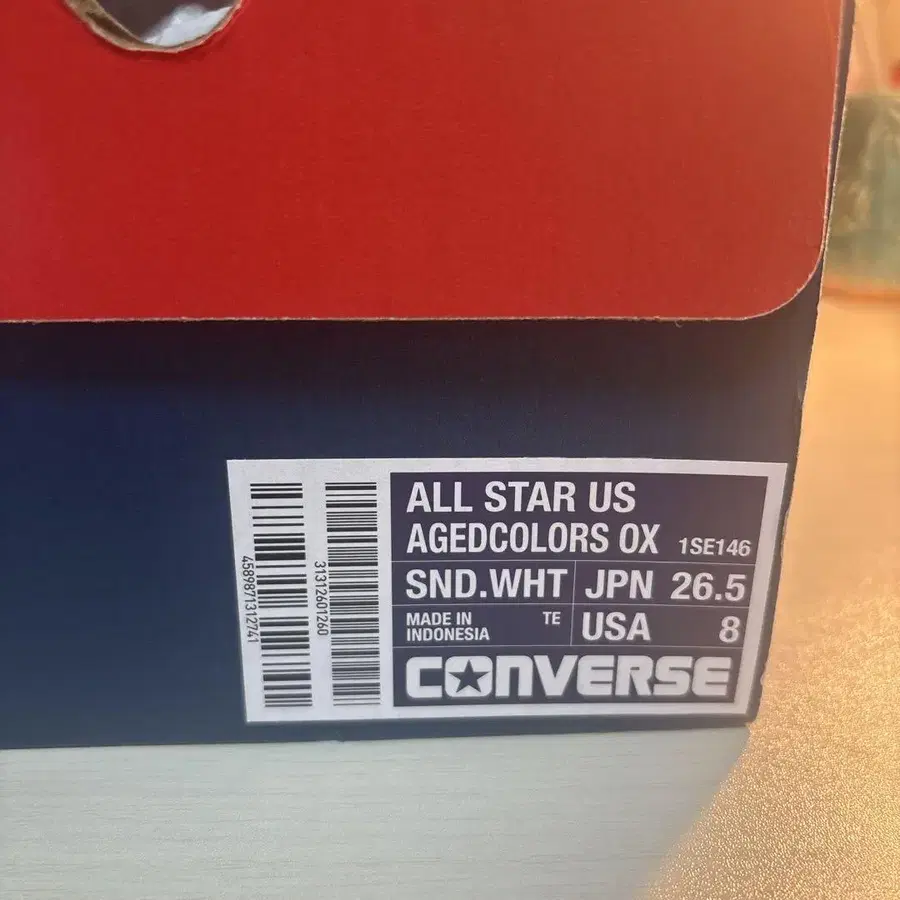 4589871312741
31312601260
ALL STAR US
AGEDCOLORS OX 1SE146
SND.WHT JPN 26.5
MADE IN INDONESIA TE USA 8
CONVERSE